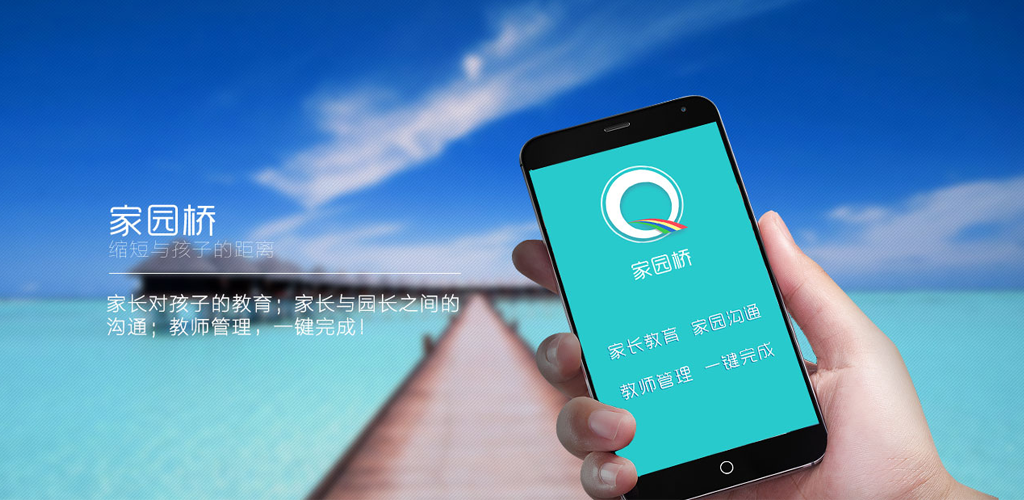 家园桥
缩短与孩子的距离
家长对孩子的教育；家长与园长之间的
沟通；教师管理，一键完成！
家园桥
家长教育 家园沟通
教师管理 一键完成